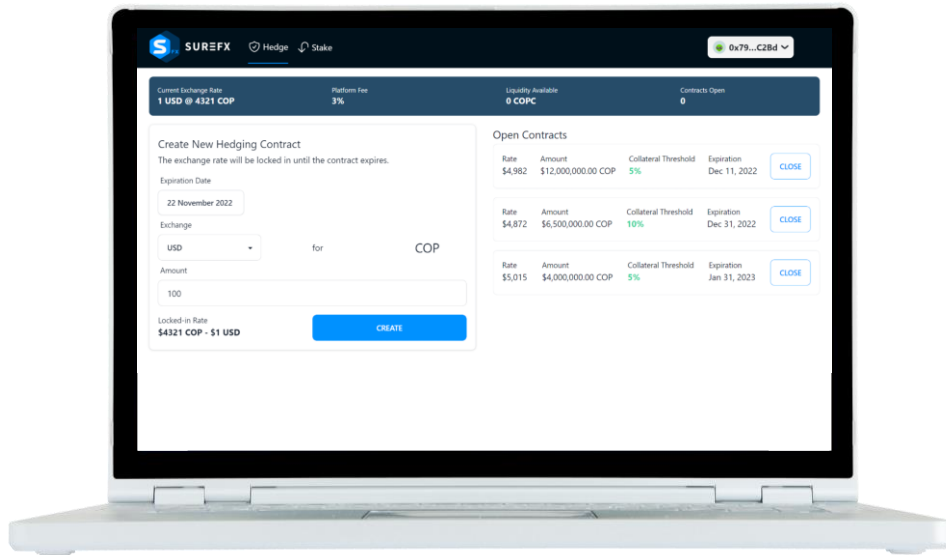 S FX SUREFX Hedge Stake 0x79...C2Bd
Current Exchange Rate Platform Fee Liquidity Available Contracts Open
1 USD @ 4321 COP 3% 0 COPC 0
Create New Hedging Contract
The exchange rate will be locked in until the contract expires.
Expiration Date
22 November 2022
Exchange
USD for COP
Amount
100
Locked-in Rate
$4321 COP - $1 USD
CREATE
Open Contracts
Rate Amount Collateral Threshold Expiration
$4,982 $12,000,000.00 COP 5% Dec 11, 2022 CLOSE
Rate Amount Collateral Threshold Expiration
$4,872 $6,500,000.00 COP 10% Dec 31, 2022 CLOSE
Rate Amount Collateral Threshold Expiration
$5,015 $4,000,000.00 COP 5% Jan 31, 2023 CLOSE